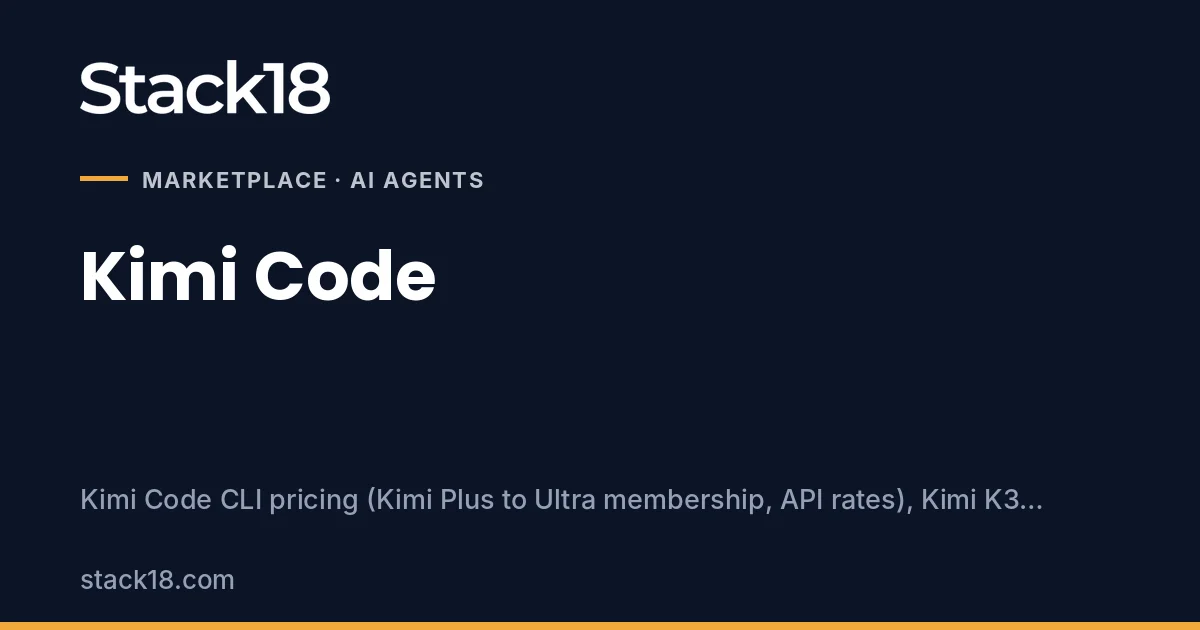 Stack18
MARKETPLACE · AI AGENTS
Kimi Code
Kimi Code CLI pricing (Kimi Plus to Ultra membership, API rates), Kimi K3...
stack18.com